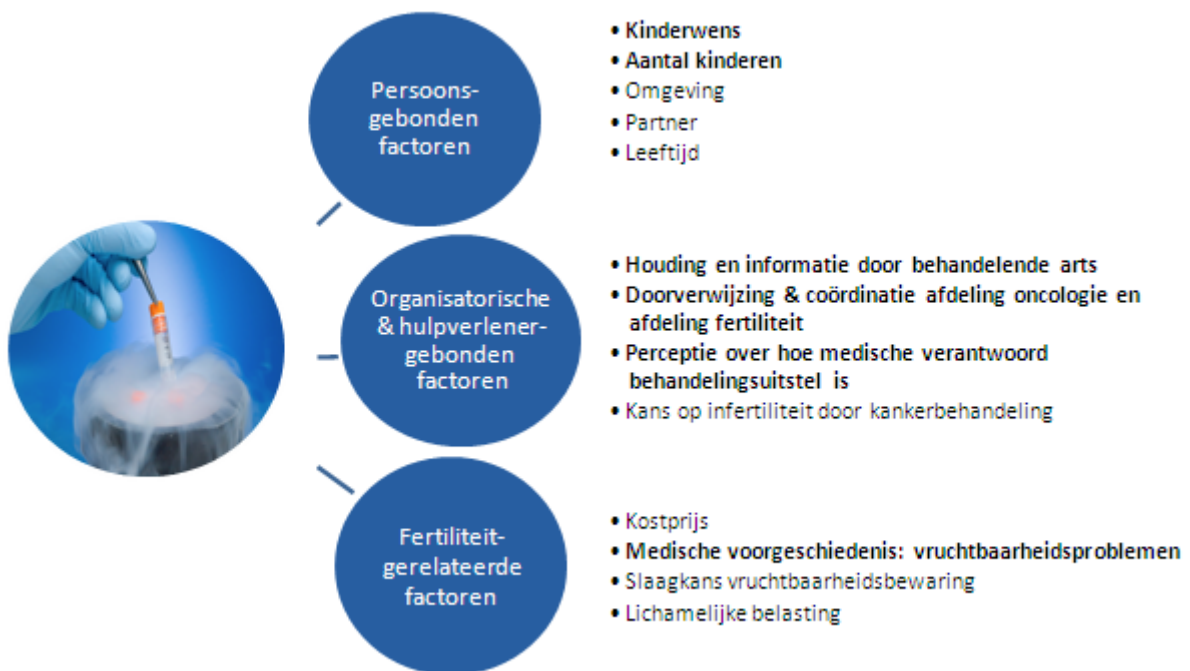 Persoons-
gebonden
factoren
• Kinderwens
• Aantal kinderen
• Omgeving
• Partner
• Leeftijd
Organisatorische
& hulpverlener-
gebonden
factoren
• Houding en informatie door behandelende arts
• Doorverwijzing & coördinatie afdeling oncologie en
afdeling fertiliteit
• Perceptie over hoe medische verantwoord
behandelingsuitstel is
• Kans op infertiliteit door kankerbehandeling
Fertiliteit-
gerelateerde
factoren
• Kostprijs
• Medische voorgeschiedenis: vruchtbaarheidsproblemen
• Slaagkans vruchtbaarheidsbewaring
• Lichamelijke belasting